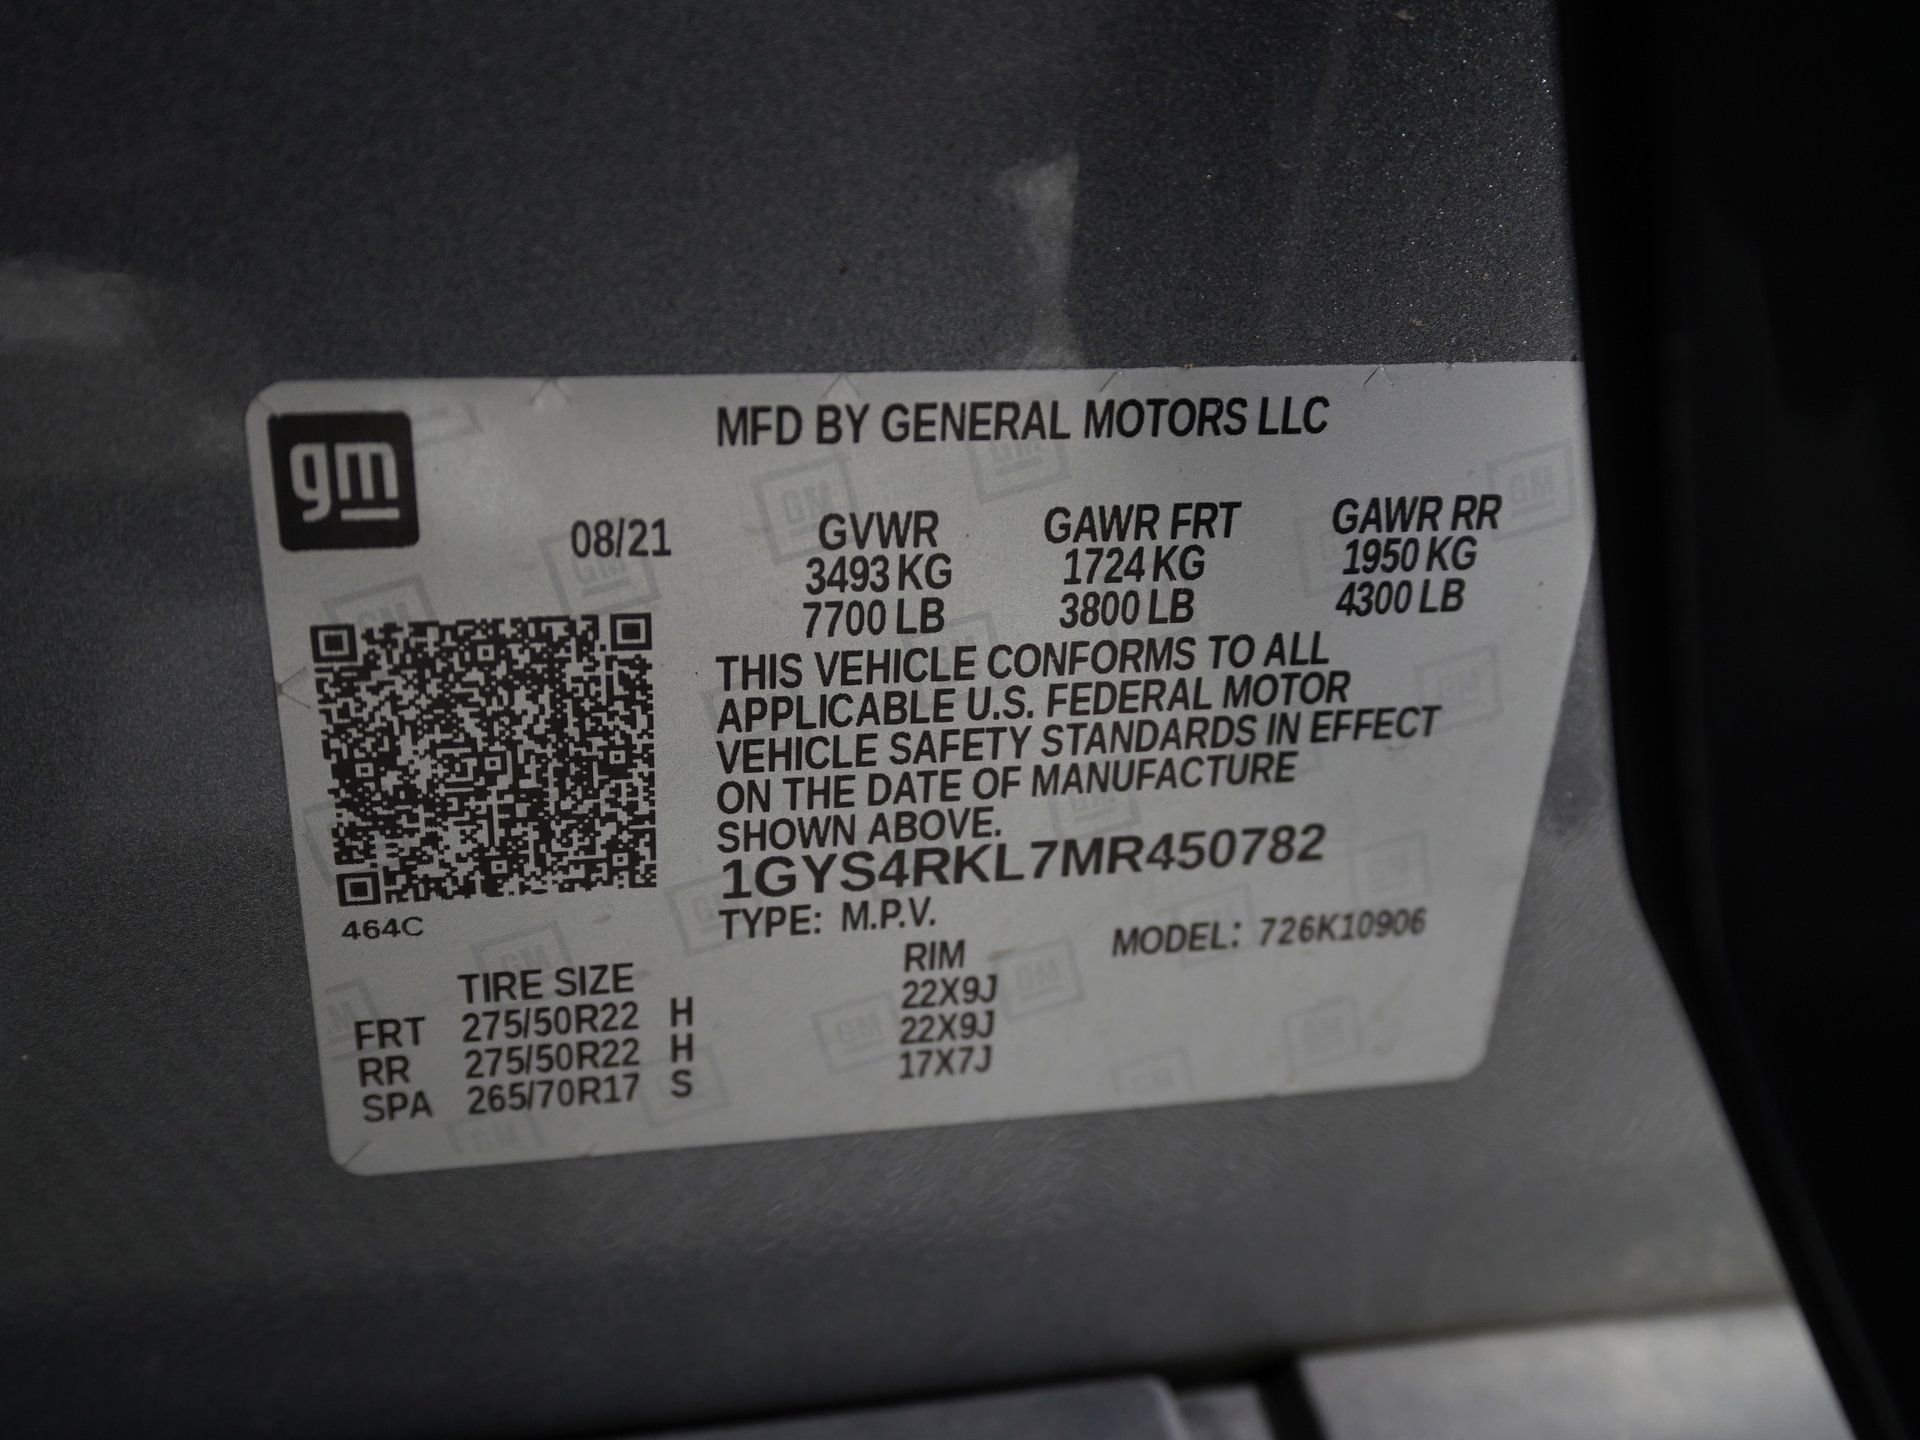 gm
MFD BY GENERAL MOTORS LLC
08/21 GVWR GAWR FRT GAWR RR
3493 KG 1724 KG 1950 KG
7700 LB 3800 LB 4300 LB
THIS VEHICLE CONFORMS TO ALL
APPLICABLE U.S. FEDERAL MOTOR
VEHICLE SAFETY STANDARDS IN EFFECT
ON THE DATE OF MANUFACTURE
SHOWN ABOVE.
1GYS4RKL7MR450782
464C
TYPE: M.P.V.
MODEL: 726K10906
TIRE SIZE RIM
FRT 275/50R22 H 22X9J
RR 275/50R22 H 22X9J
SPA 265/70R17 S 17X7J